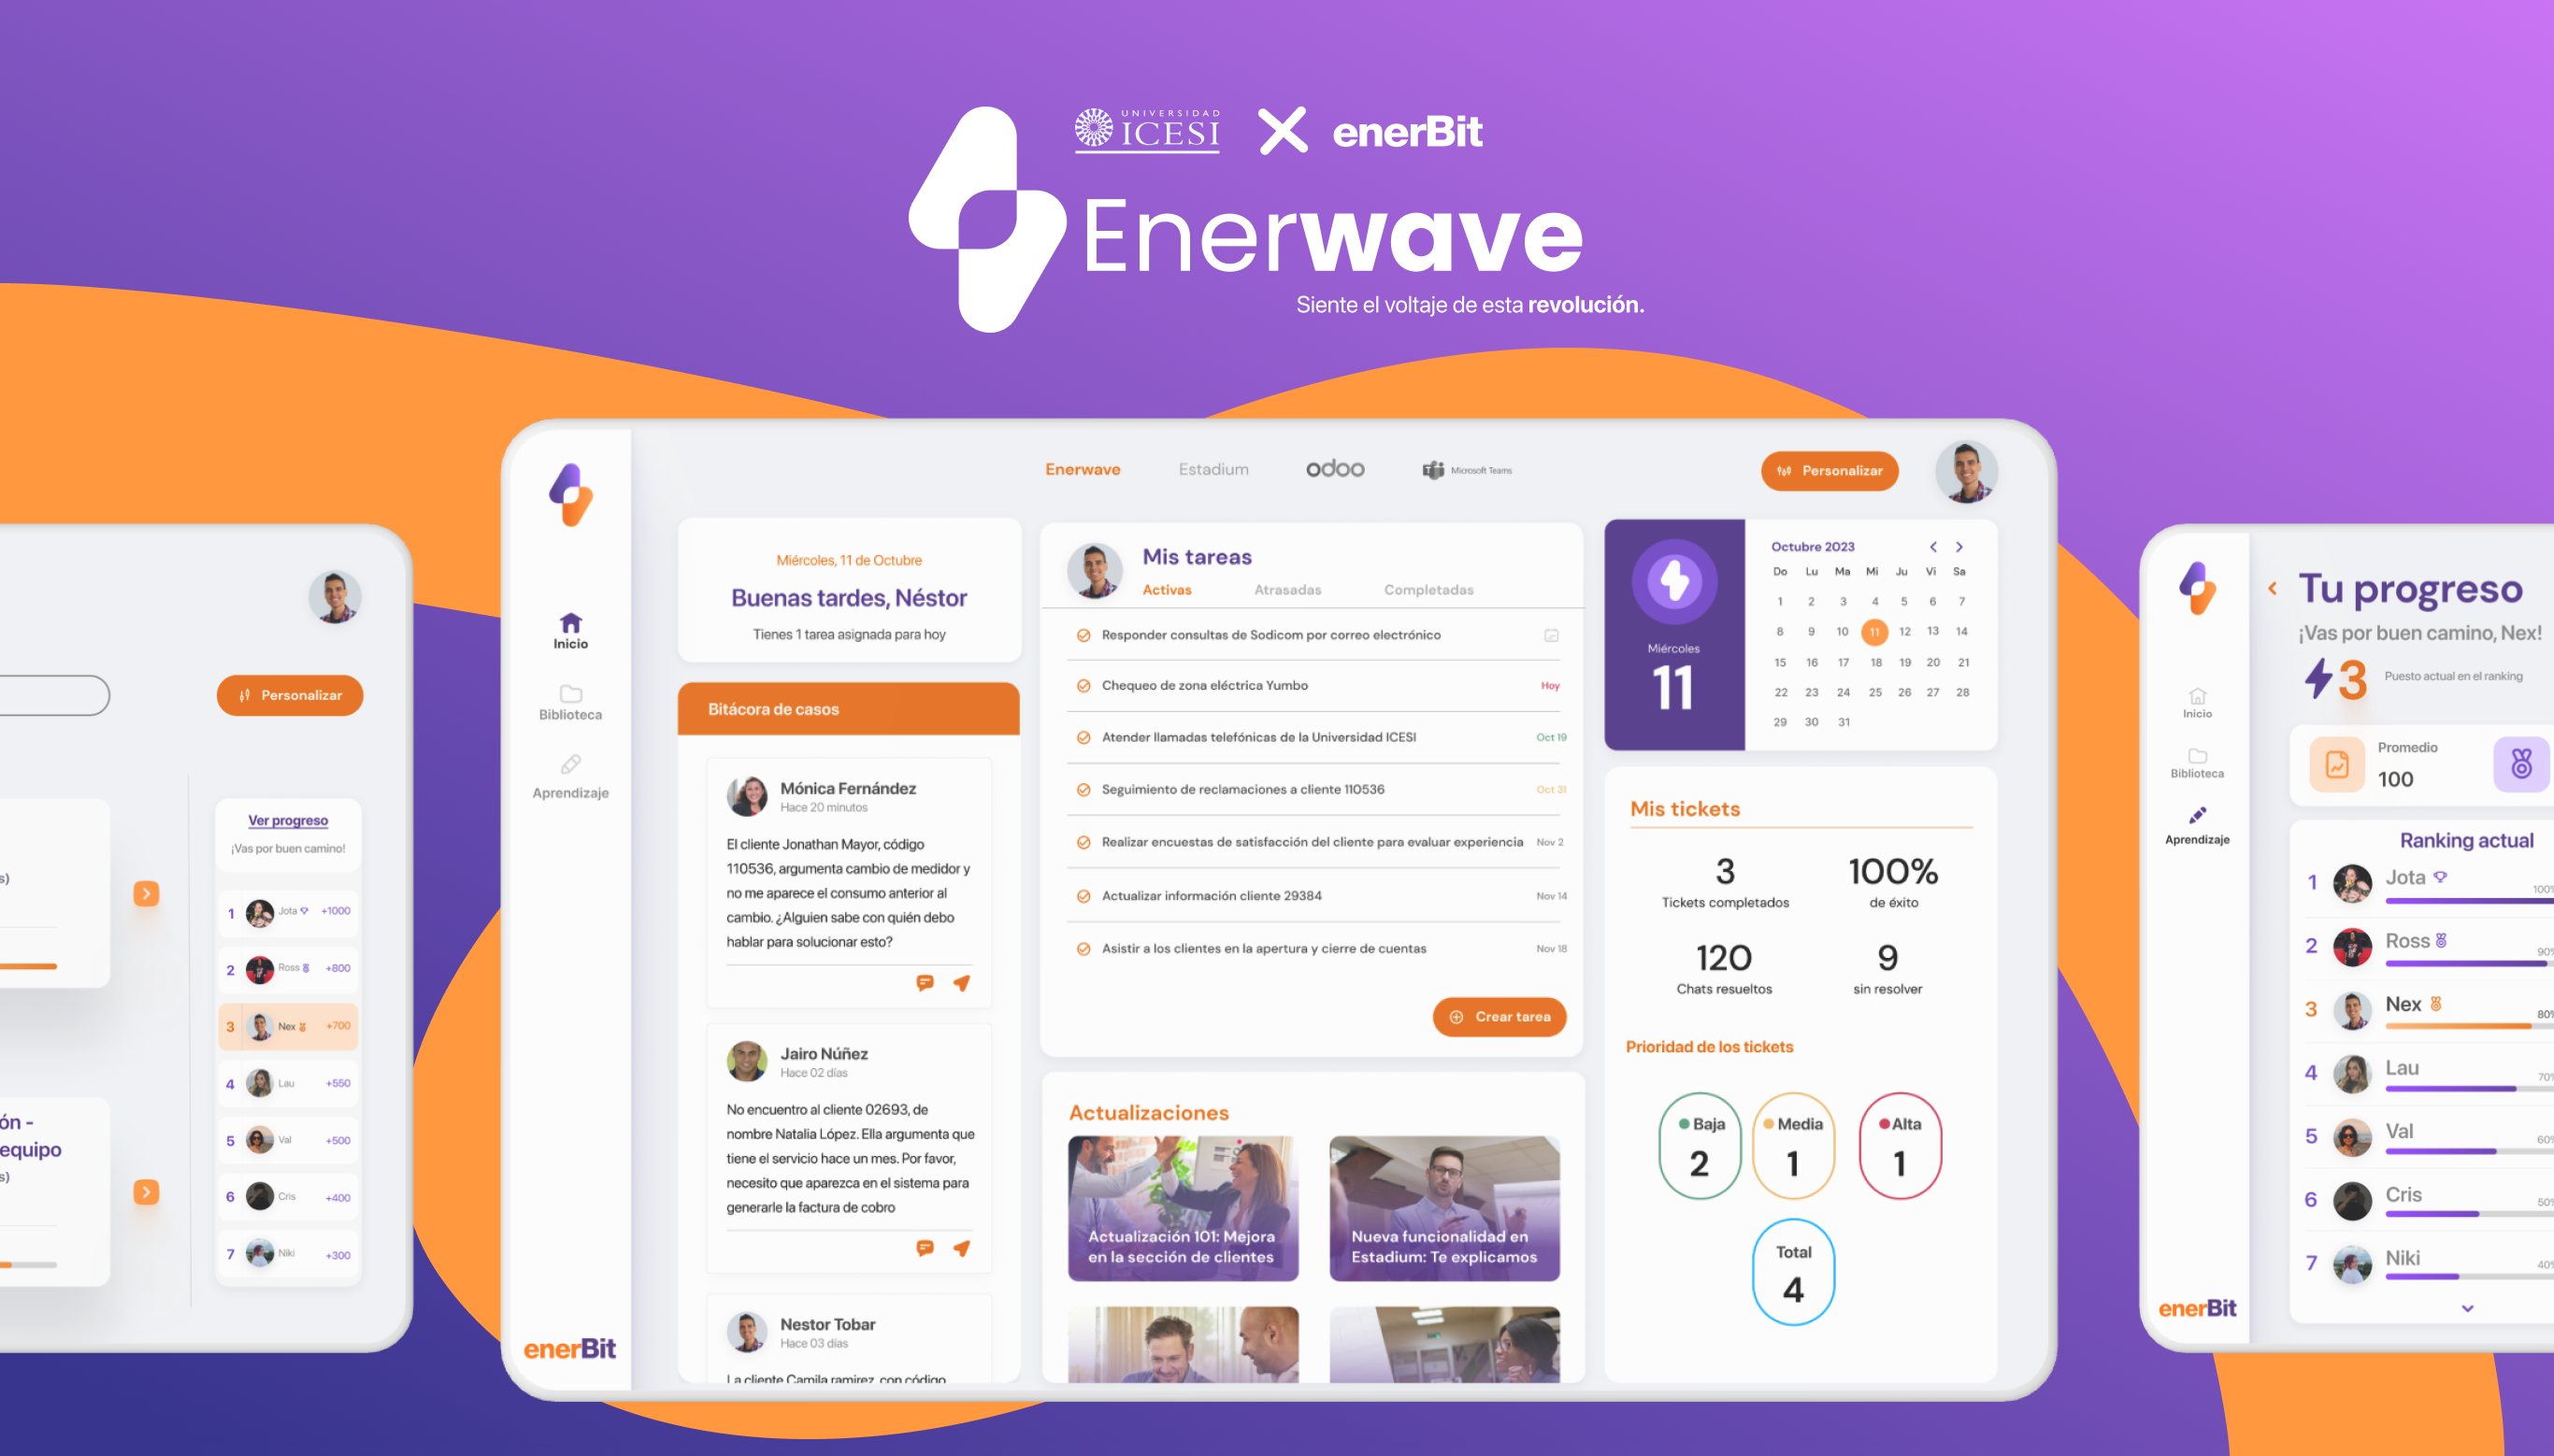 UNIVERSIDAD
ICESI
enerBit
Enerwave
Siente el voltaje de esta revolución.
Personalizar
s)
Ver progreso
¡Vas por buen camino!
1 Jota +1000
2 Ross +800
3 Nex +700
4 Lau +550
5 Val +500
6 Cris +400
7 Niki +300
ón -
equipo
s)
Inicio
Biblioteca
Aprendizaje
enerBit
Enerwave
Estadium
odoo
Microsoft Teams
Personalizar
Miércoles, 11 de Octubre
Buenas tardes, Néstor
Tienes 1 tarea asignada para hoy
Bitácora de casos
Mónica Fernández
Hace 20 minutos
El cliente Jonathan Mayor, código
110536, argumenta cambio de medidor y
no me aparece el consumo anterior al
cambio. ¿Alguien sabe con quién debo
hablar para solucionar esto?
Jairo Núñez
Hace 02 días
No encuentro al cliente 02693, de
nombre Natalia López. Ella argumenta que
tiene el servicio hace un mes. Por favor,
necesito que aparezca en el sistema para
generarle la factura de cobro
Nestor Tobar
Hace 03 días
La cliente Camila ramirez, con código
Mis tareas
Activas Atrasadas Completadas
Responder consultas de Sodicom por correo electrónico
Chequeo de zona eléctrica Yumbo Hoy
Atender llamadas telefónicas de la Universidad ICESI Oct 19
Seguimiento de reclamaciones a cliente 110536 Oct 31
Realizar encuestas de satisfacción del cliente para evaluar experiencia Nov 2
Actualizar información cliente 29384 Nov 14
Asistir a los clientes en la apertura y cierre de cuentas Nov 18
Crear tarea
Actualizaciones
Actualización 101: Mejora
en la sección de clientes
Nueva funcionalidad en
Estadium: Te explicamos
Miércoles
11
Octubre 2023
Do Lu Ma Mi Ju Vi Sa
1 2 3 4 5 6 7
8 9 10 11 12 13 14
15 16 17 18 19 20 21
22 23 24 25 26 27 28
29 30 31
Mis tickets
3
Tickets completados
100%
de éxito
120
Chats resueltos
9
sin resolver
Prioridad de los tickets
Baja
2
Media
1
Alta
1
Total
4
Inicio
Biblioteca
Aprendizaje
enerBit
Tu progreso
¡Vas por buen camino, Nex!
3
Puesto actual en el ranking
Promedio
100
Ranking actual
1 Jota 100%
2 Ross 90%
3 Nex 80%
4 Lau 70%
5 Val 60%
6 Cris 50%
7 Niki 40%